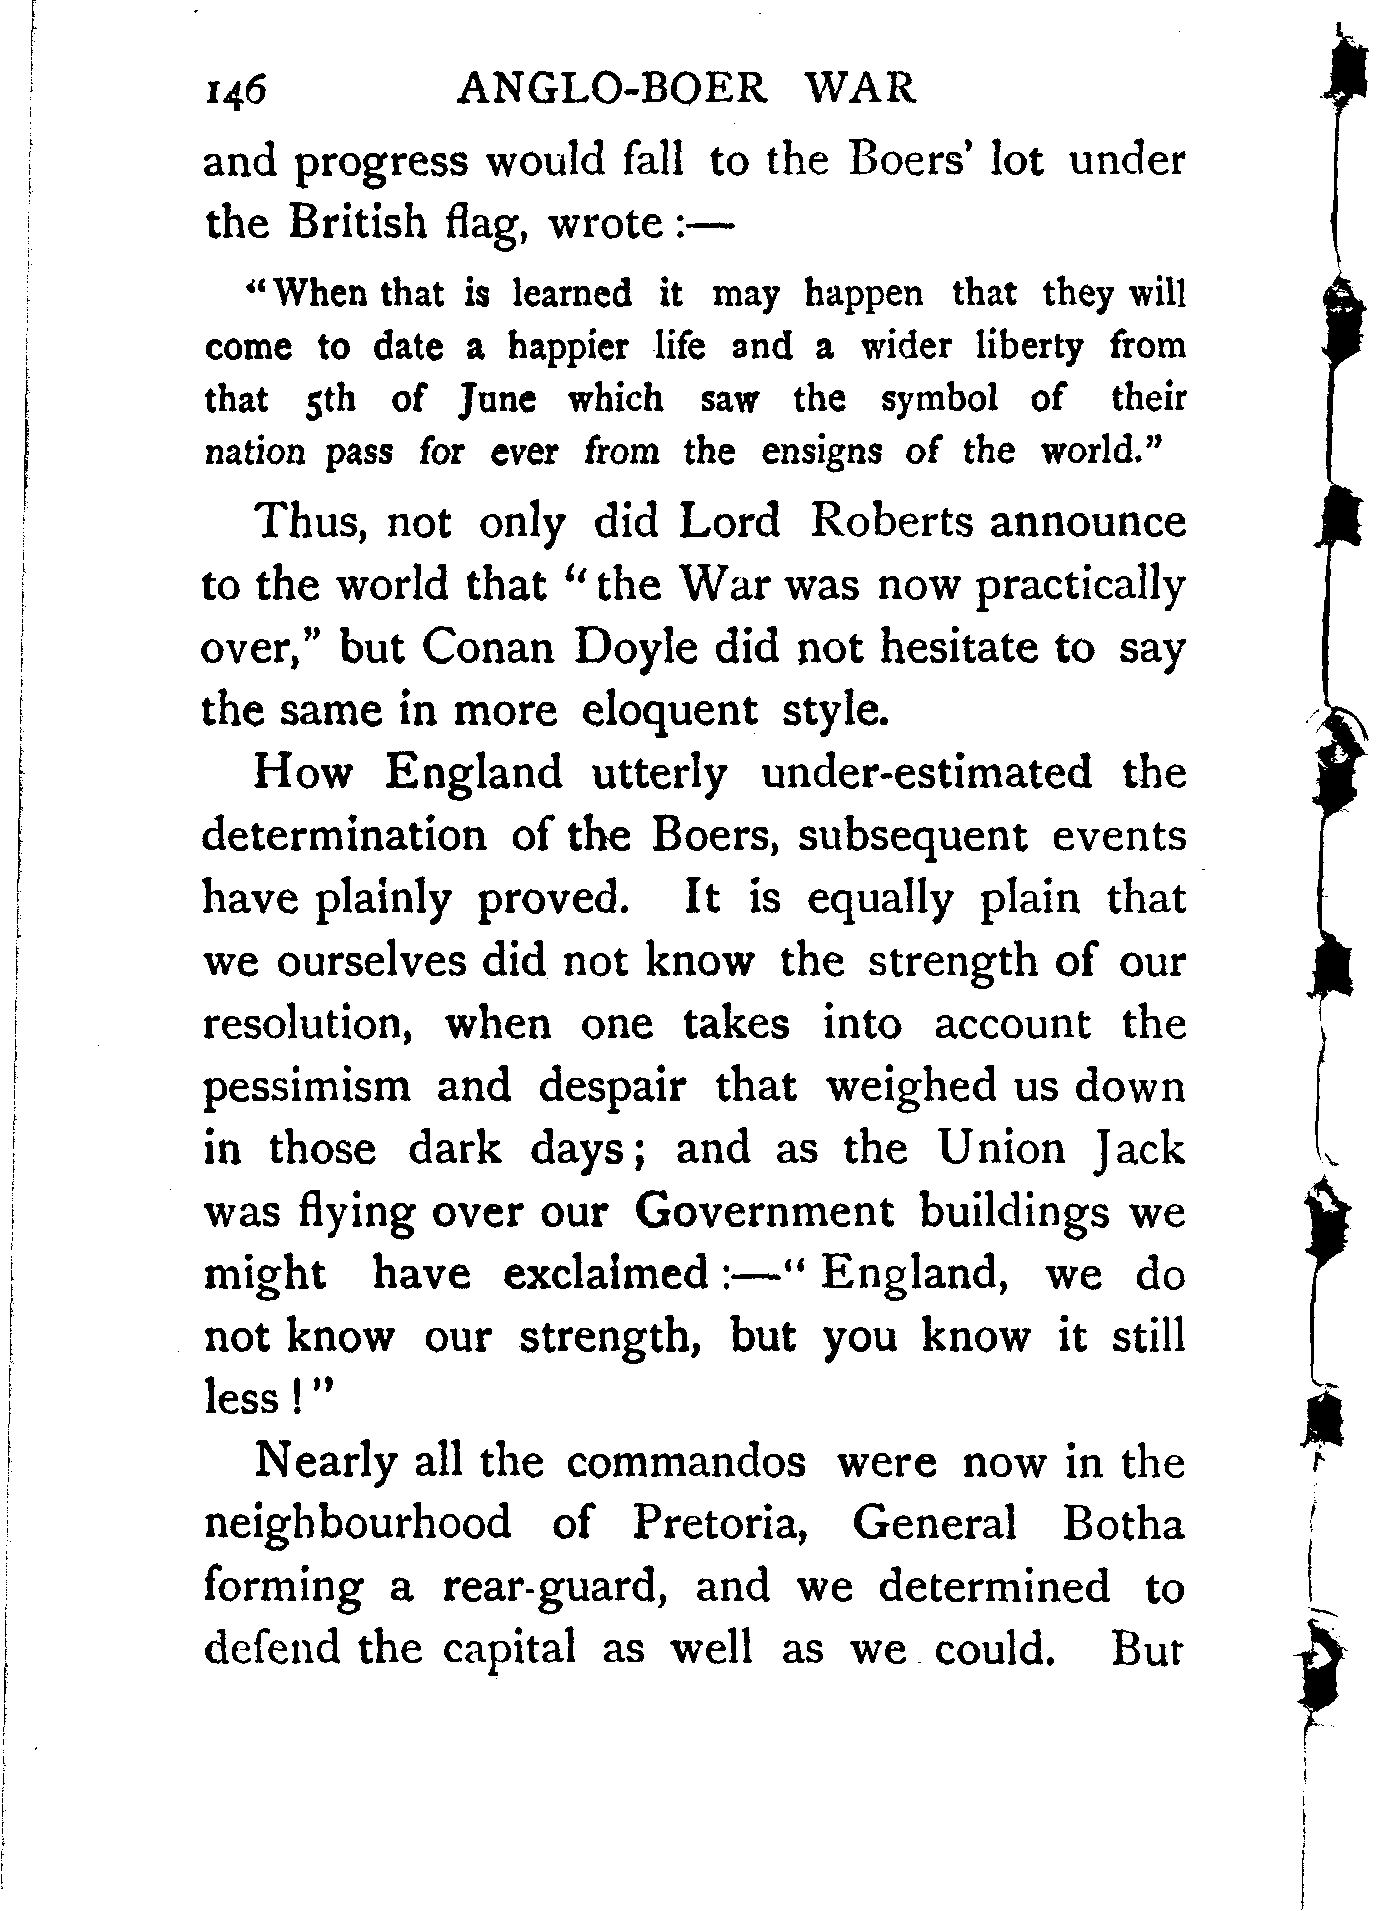 146 ANGLO-BOER WAR
and progress would fall to the Boers' lot under
the British flag, wrote :—
"When that is learned it may happen that they will
come to date a happier life and a wider liberty from
that 5th of June which saw the symbol of their
nation pass for ever from the ensigns of the world."
Thus, not only did Lord Roberts announce
to the world that "the War was now practically
over," but Conan Doyle did not hesitate to say
the same in more eloquent style.
How England utterly under-estimated the
determination of the Boers, subsequent events
have plainly proved. It is equally plain that
we ourselves did not know the strength of our
resolution, when one takes into account the
pessimism and despair that weighed us down
in those dark days; and as the Union Jack
was flying over our Government buildings we
might have exclaimed :—" England, we do
not know our strength, but you know it still
less!"
Nearly all the commandos were now in the
neighbourhood of Pretoria, General Botha
forming a rear-guard, and we determined to
defend the capital as well as we could. But